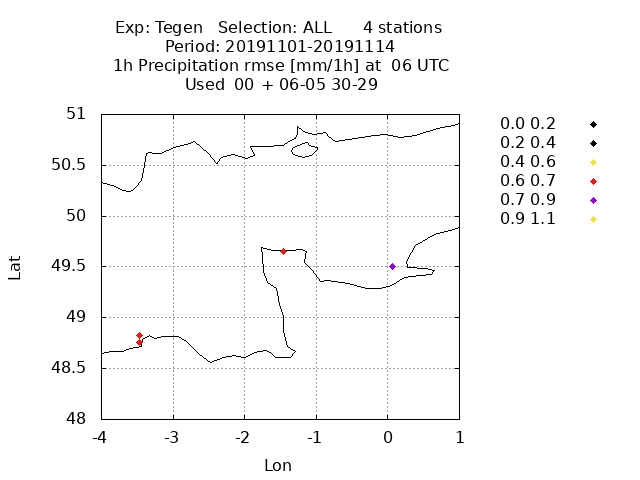 Exp: Tegen Selection: ALL 4 stations
Period: 20191101-20191114
1h Precipitation rmse [mm/1h] at 06 UTC
Used 00 + 06-05 30-29
51
50.5
50
49.5
49
48.5
48
-4 -3 -2 -1 0 1
Lat
Lon
0.0 0.2
0.2 0.4
0.4 0.6
0.6 0.7
0.7 0.9
0.9 1.1